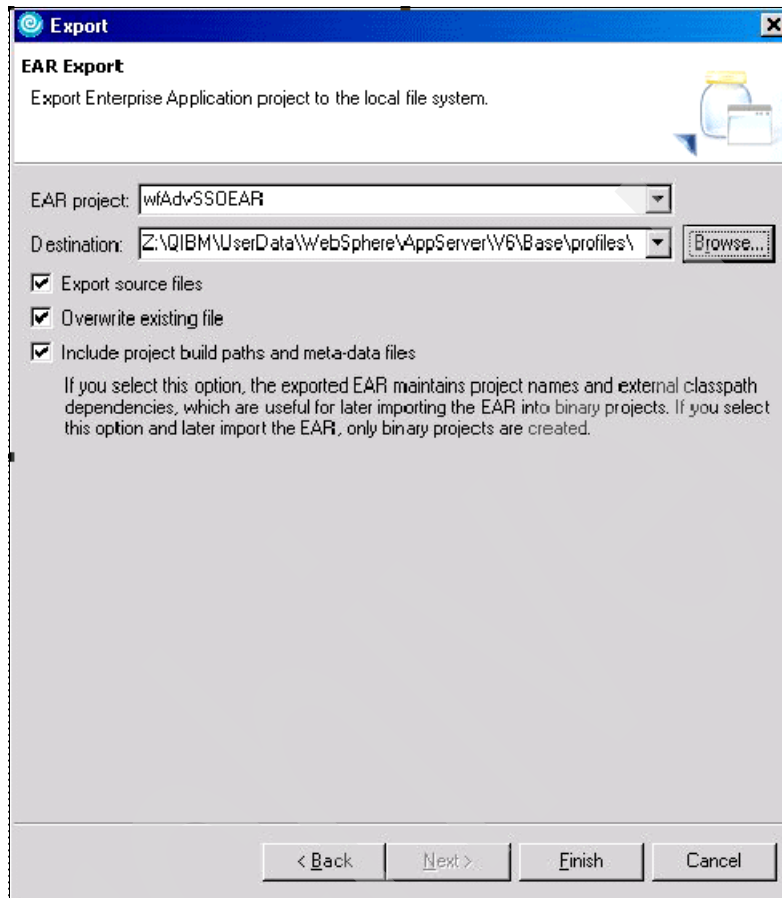 Export
EAR Export
Export Enterprise Application project to the local file system.
EAR project: wfAdvSSOEAR
Destination: Z:\QIBM\UserData\WebSphere\AppServer\V6\Base\profiles\ Browse...
Export source files
Overwrite existing file
Include project build paths and meta-data files
If you select this option, the exported EAR maintains project names and external classpath
dependencies, which are useful for later importing the EAR into binary projects. If you select
this option and later import the EAR, only binary projects are created.
< Back Next > Finish Cancel